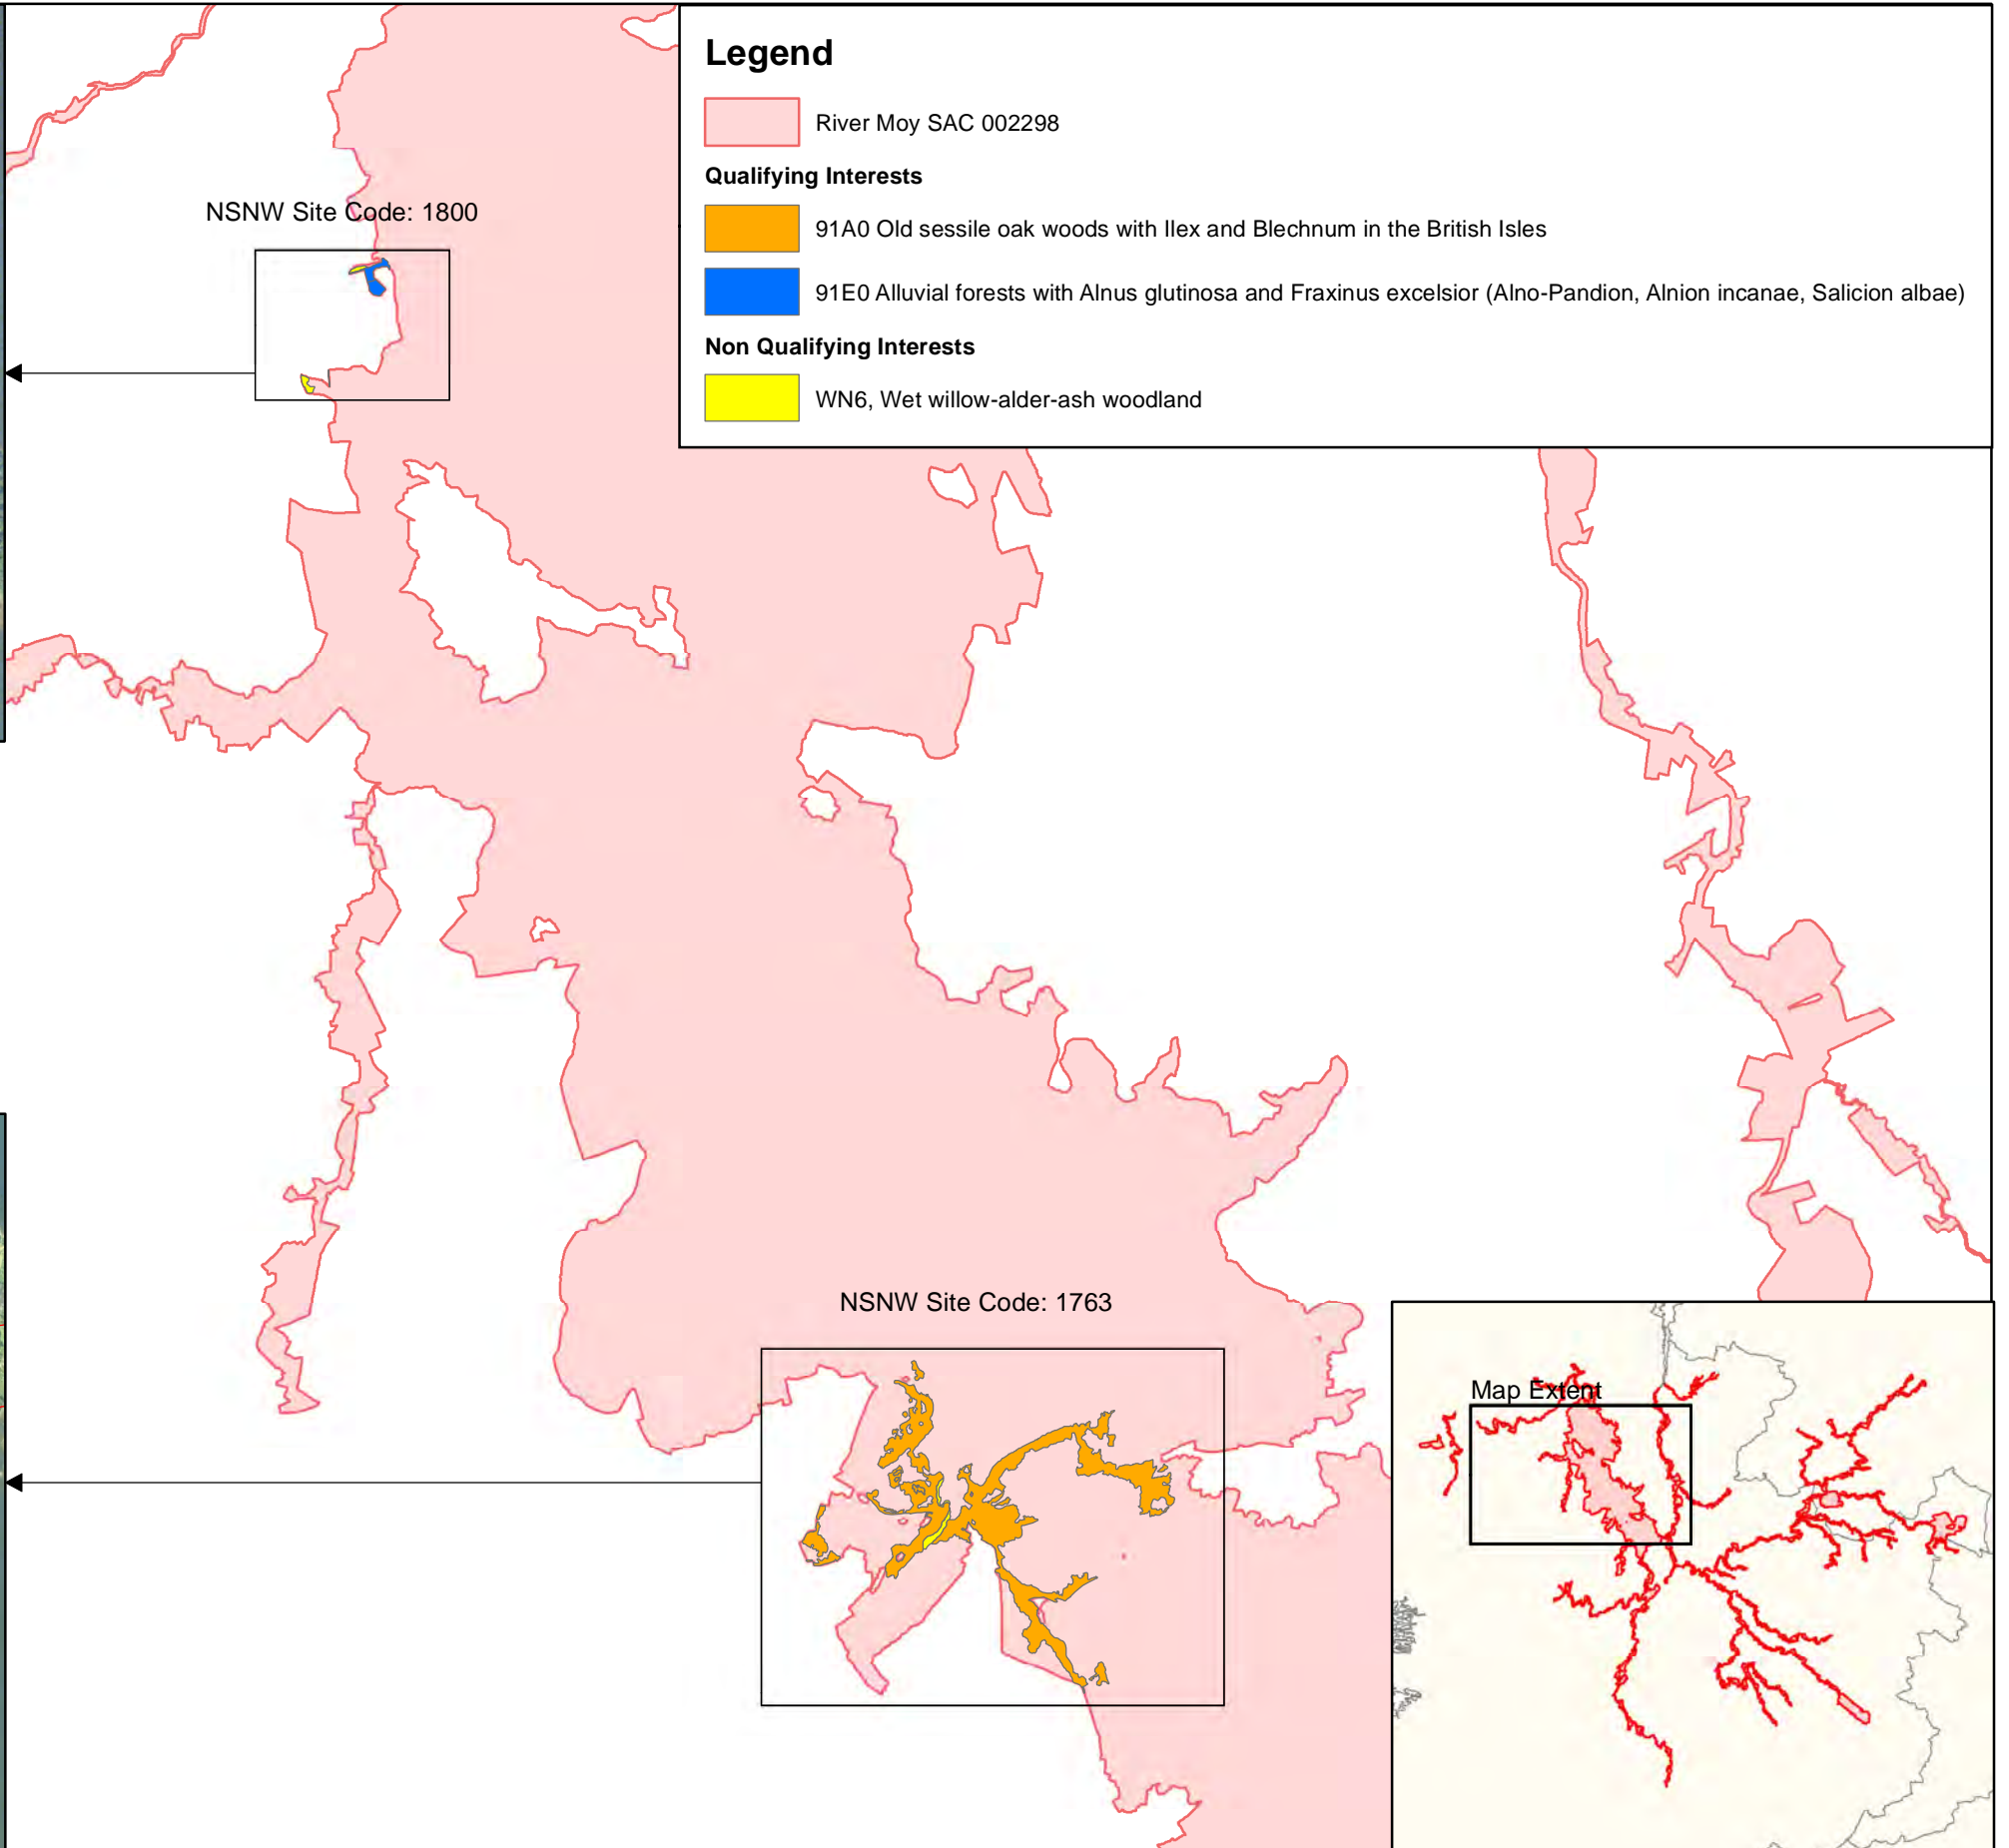 Legend
River Moy SAC 002298
Qualifying Interests
91A0 Old sessile oak woods with Ilex and Blechnum in the British Isles
91E0 Alluvial forests with Alnus glutinosa and Fraxinus excelsior (Alno-Pandion, Alnion incanae, Salicion albae)
Non Qualifying Interests
WN6, Wet willow-alder-ash woodland
NSNW Site Code: 1800
NSNW Site Code: 1763
Map Extent